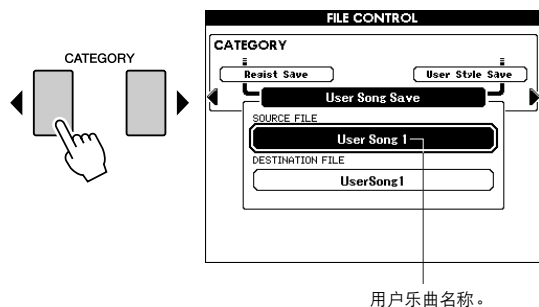 FILE CONTROL
CATEGORY
CATEGORY
Regist Save
User Style Save
User Song Save
SOURCE FILE
User Song 1
DESTINATION FILE
UserSong1
用户乐曲名称。